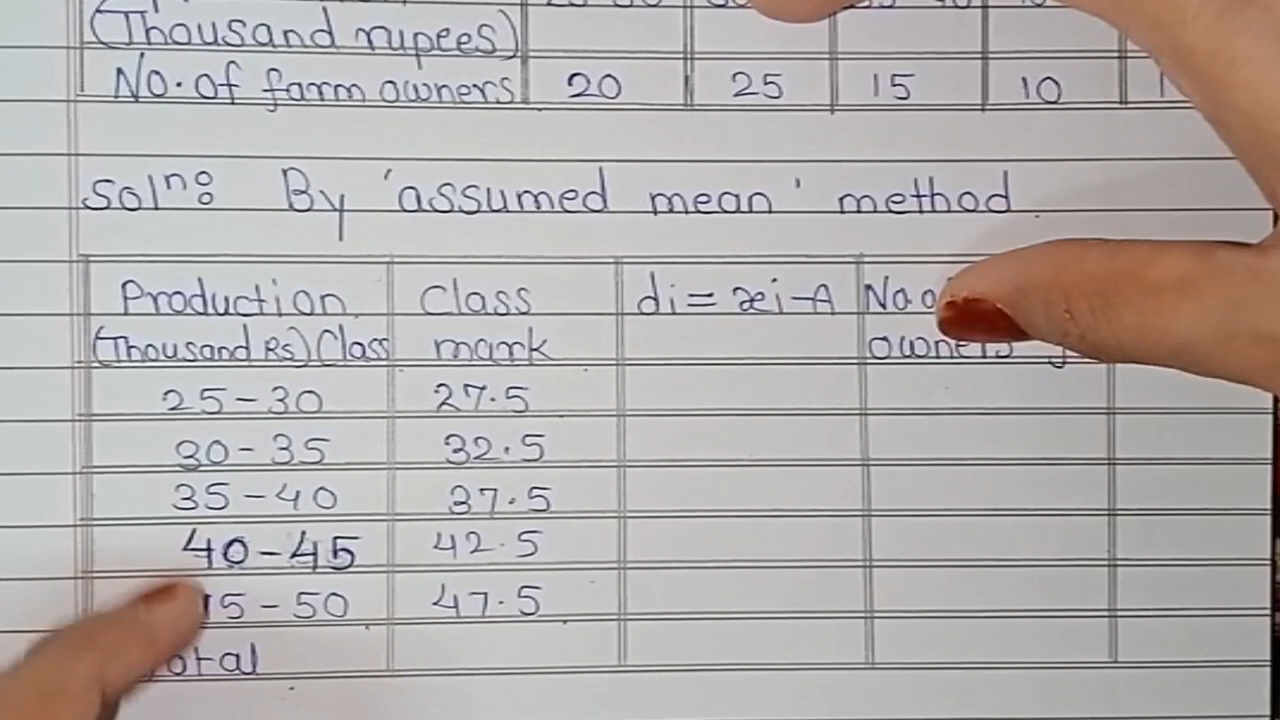 (Thousand rupees)
No. of farm owners 20 25 15 10
Solⁿ: By 'assumed mean' method
Production Class di = xi-A
(Thousand Rs) Class mark owners
25-30 27.5
30-35 32.5
35-40 37.5
40-45 42.5
50 47.5